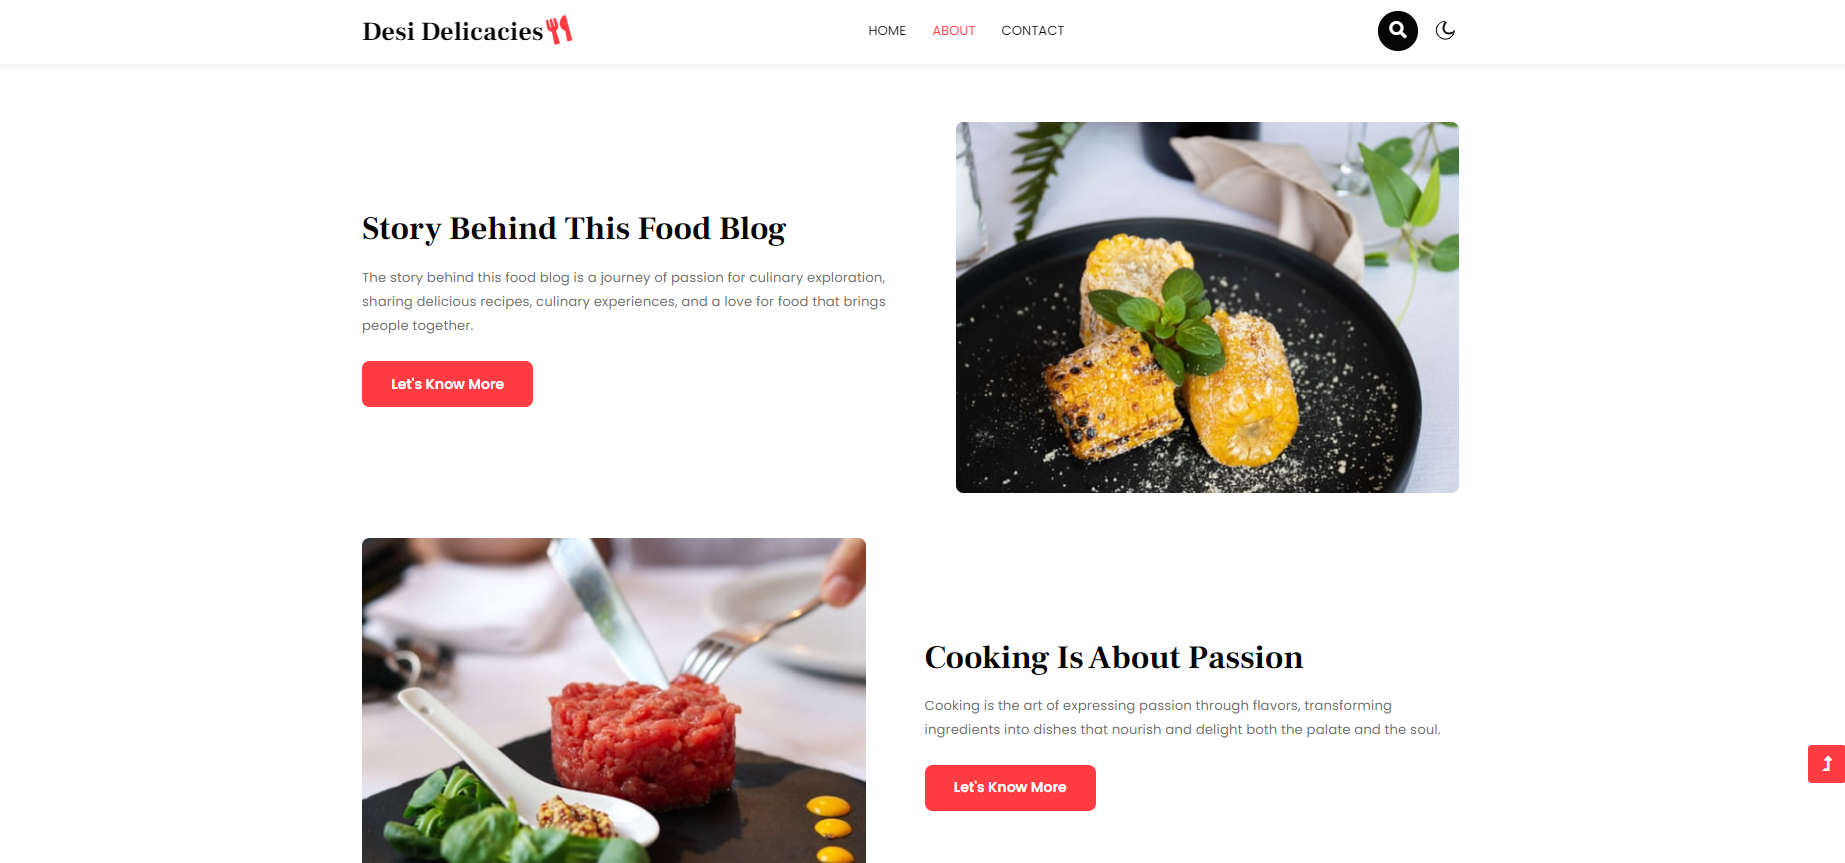 Desi Delicacies
HOME ABOUT CONTACT
Story Behind This Food Blog
The story behind this food blog is a journey of passion for culinary exploration,
sharing delicious recipes, culinary experiences, and a love for food that brings
people together.
Let's Know More
Cooking Is About Passion
Cooking is the art of expressing passion through flavors, transforming
ingredients into dishes that nourish and delight both the palate and the soul.
Let's Know More